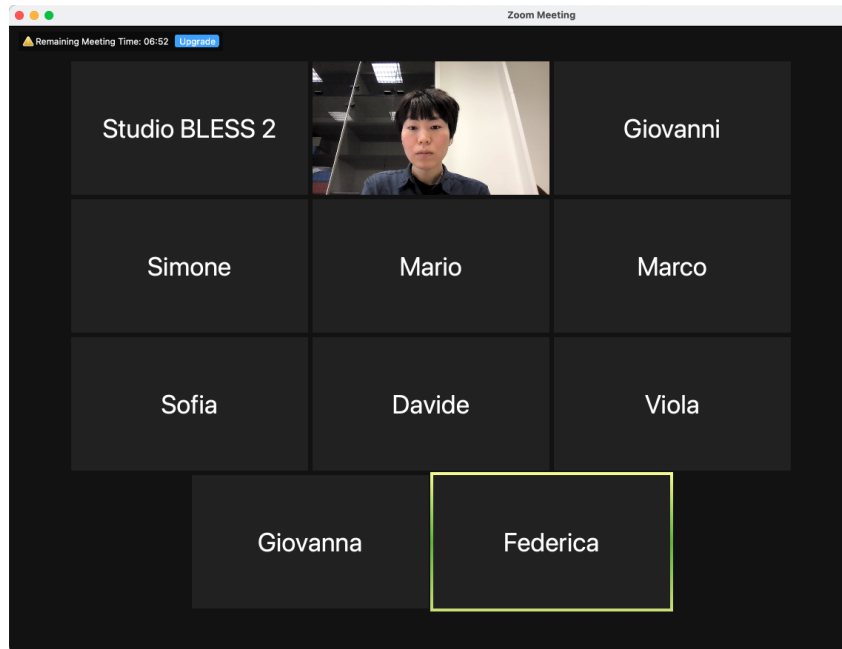 Zoom Meeting
Remaining Meeting Time: 06:52 Upgrade
Studio BLESS 2
Giovanni
Simone
Mario
Marco
Sofia
Davide
Viola
Giovanna
Federica